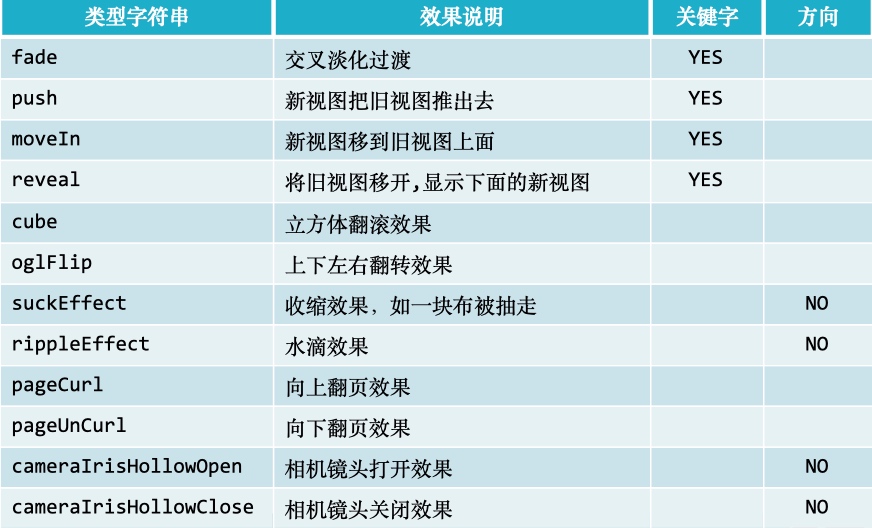 类型字符串 效果说明 关键字 方向
fade 交叉淡化过渡 YES
push 新视图把旧视图推出去 YES
moveIn 新视图移到旧视图上面 YES
reveal 将旧视图移开,显示下面的新视图 YES
cube 立方体翻滚效果
oglFlip 上下左右翻转效果
suckEffect 收缩效果，如一块布被抽走 NO
rippleEffect 水滴效果 NO
pageCurl 向上翻页效果
pageUnCurl 向下翻页效果
cameraIrisHollowOpen 相机镜头打开效果 NO
cameraIrisHollowClose 相机镜头关闭效果 NO